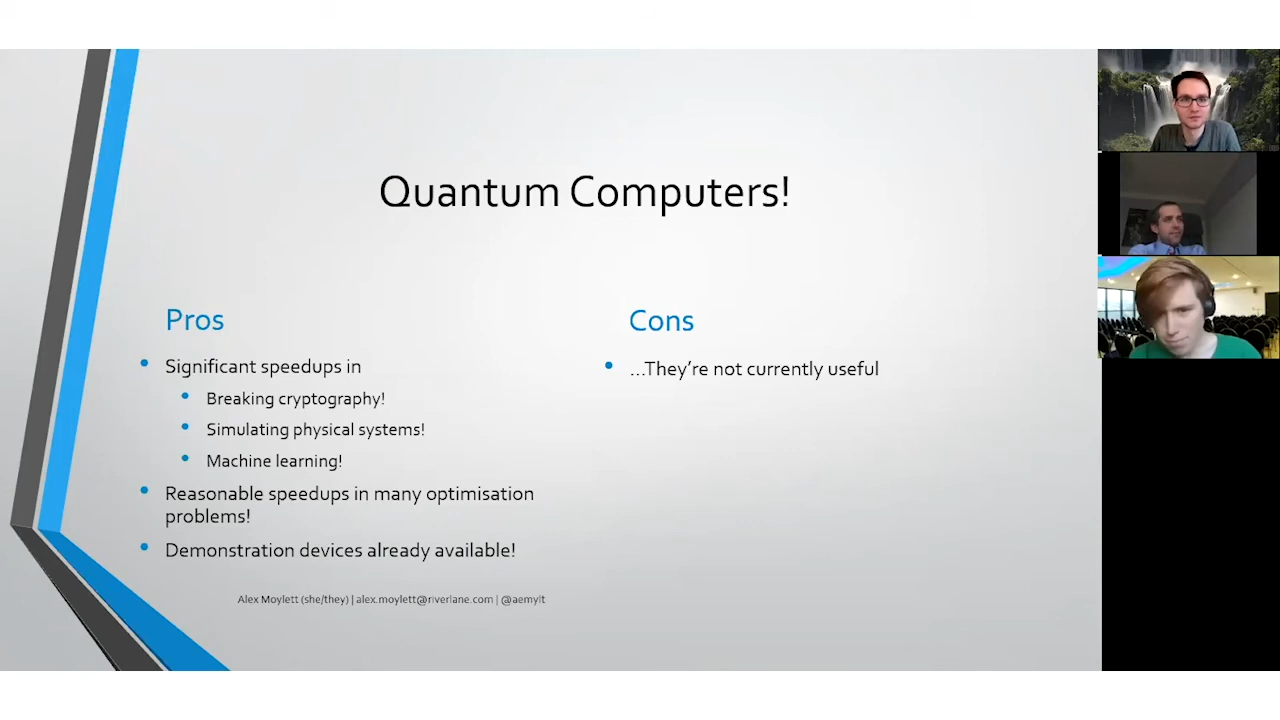 Quantum Computers!
Pros
• Significant speedups in
• Breaking cryptography!
• Simulating physical systems!
• Machine learning!
• Reasonable speedups in many optimisation
problems!
• Demonstration devices already available!
Cons
• ...They’re not currently useful
Alex Moylett (she/they) | alex.moylett@riverlane.com | @aemylt